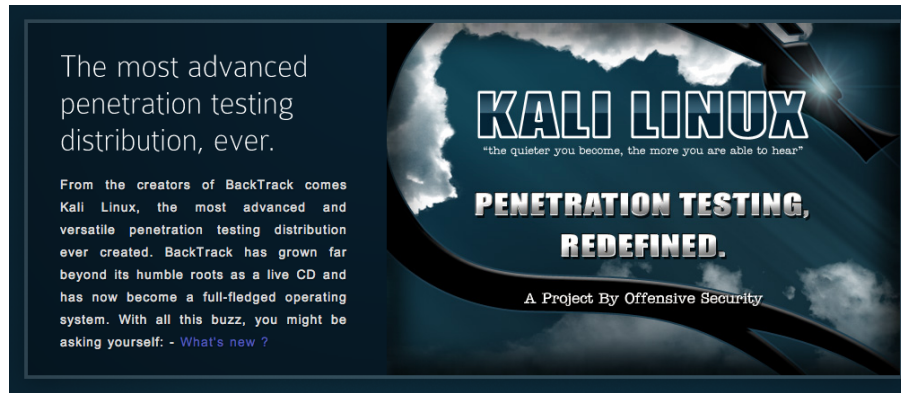 The most advanced
penetration testing
distribution, ever.
From the creators of BackTrack comes
Kali Linux, the most advanced and
versatile penetration testing distribution
ever created. BackTrack has grown far
beyond its humble roots as a live CD and
has now become a full-fledged operating
system. With all this buzz, you might be
asking yourself: - What's new ?
KALI LINUX
"the quieter you become, the more you are able to hear"
PENETRATION TESTING,
REDEFINED.
A Project By Offensive Security